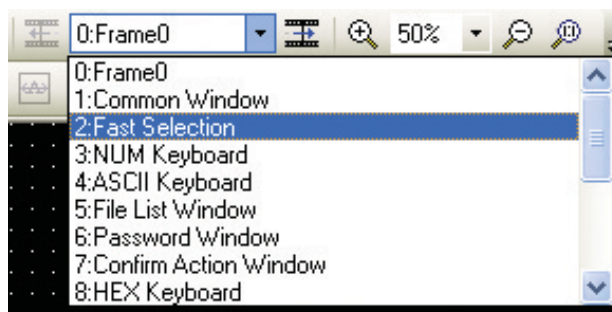 0:Frame0 50%
0:Frame0
1:Common Window
2:Fast Selection
3:NUM Keyboard
4:ASCII Keyboard
5:File List Window
6:Password Window
7:Confirm Action Window
8:HEX Keyboard